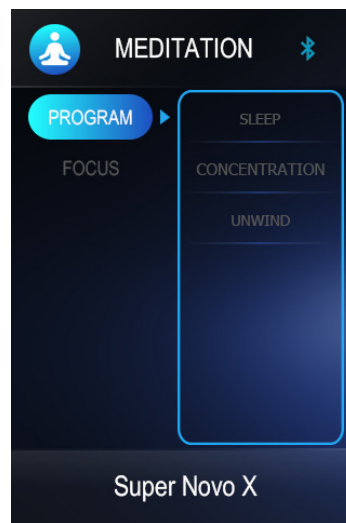 MEDITATION
PROGRAM
FOCUS
SLEEP
CONCENTRATION
UNWIND
Super Novo X